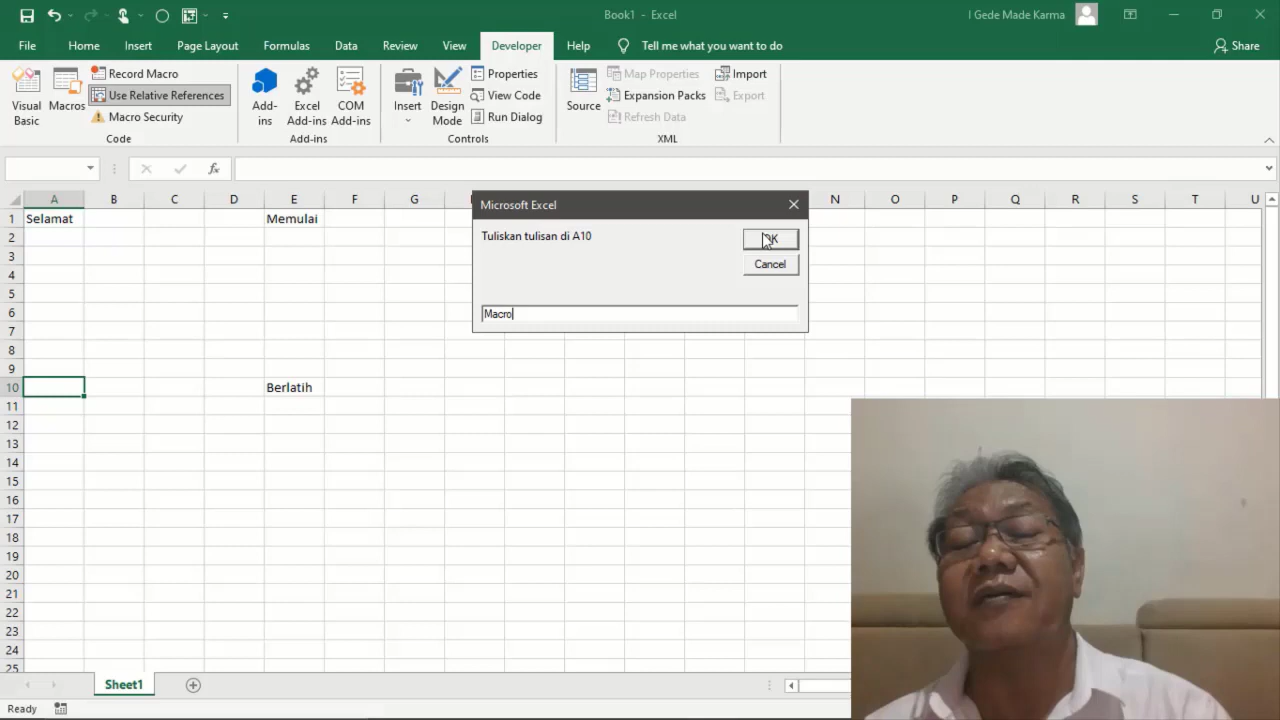 Book1 - Excel
I Gede Made Karma
File Home Insert Page Layout Formulas Data Review View Developer Help Tell me what you want to do Share
Visual Basic
Macros
Record Macro
Use Relative References
Macro Security
Code
Add-ins
Excel Add-ins
COM Add-ins
Add-ins
Insert
Design Mode
Properties
View Code
Run Dialog
Controls
Source
Map Properties
Expansion Packs
Refresh Data
Import
Export
XML
fx
A B C D E F G N O P Q R S T U
1 Selamat Memulai
2
3
4
5
6
7
8
9
10 Berlatih
11
12
13
14
15
16
17
18
19
20
21
22
23
24
25
Microsoft Excel
Tuliskan tulisan di A10
Cancel
Macro
Sheet1
Ready